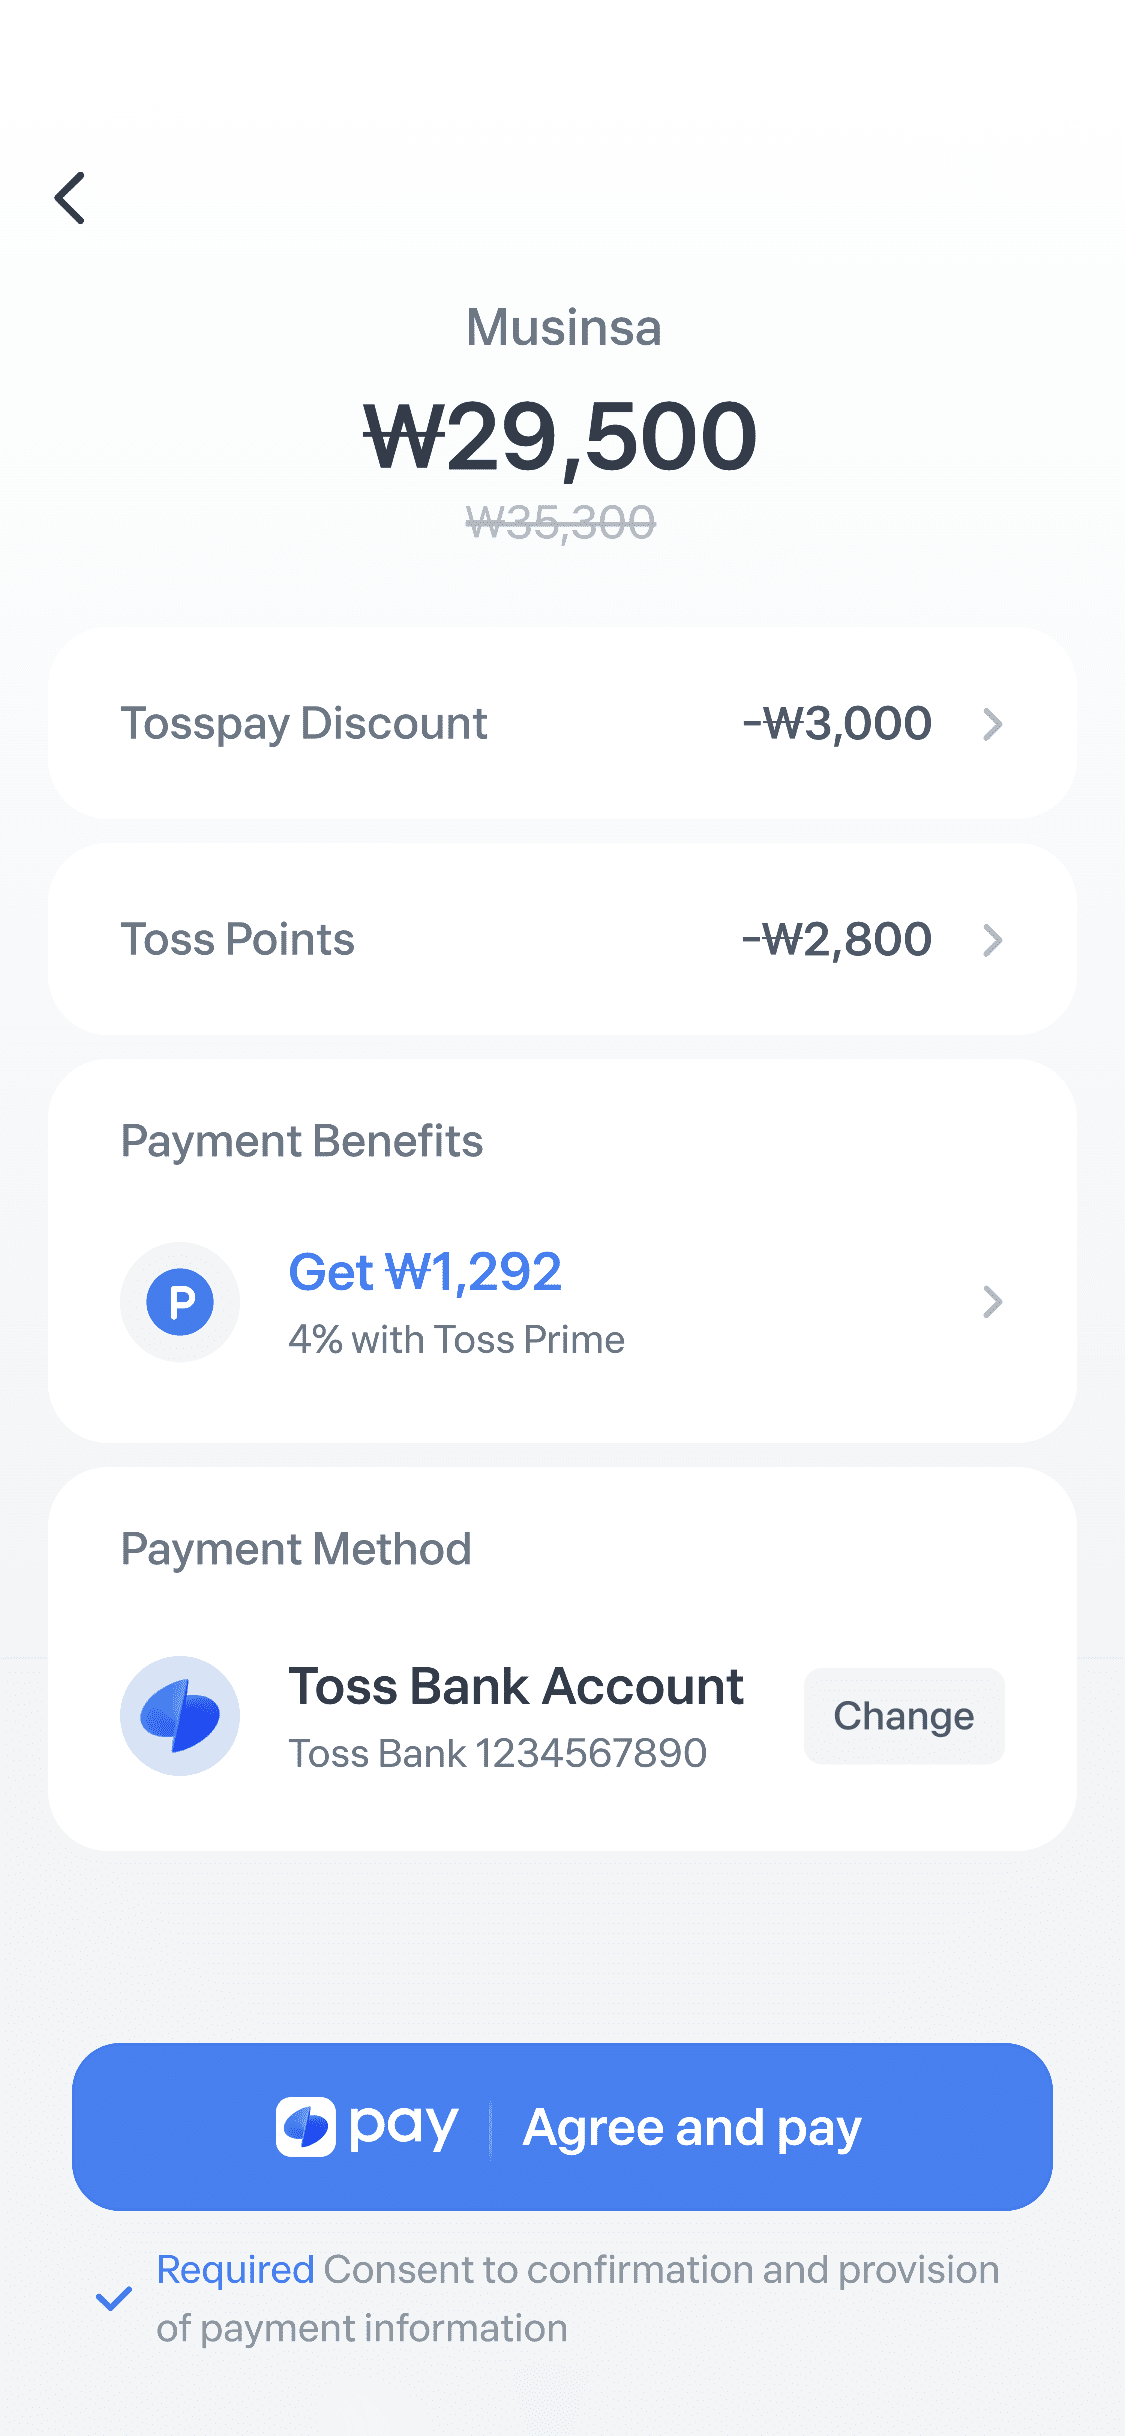 Musinsa
₩29,500
₩35,300
Tosspay Discount -₩3,000
Toss Points -₩2,800
Payment Benefits
P
Get ₩1,292
4% with Toss Prime
Payment Method
Toss Bank Account
Toss Bank 1234567890
Change
pay Agree and pay
Required Consent to confirmation and provision
of payment information